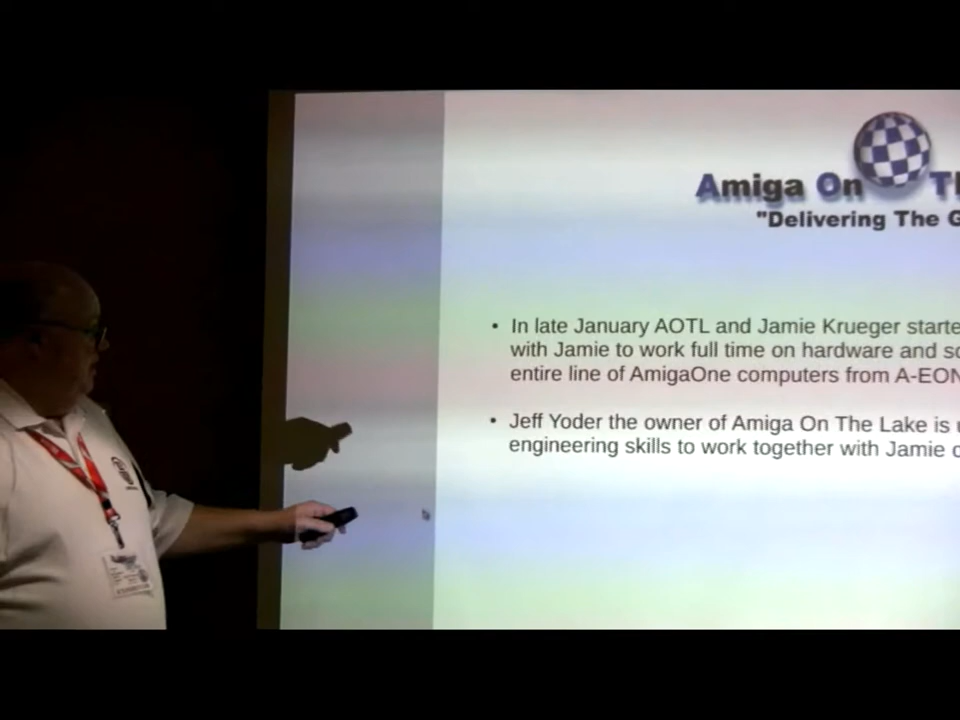 Amiga On Th
"Delivering The G
• In late January AOTL and Jamie Krueger starte
with Jamie to work full time on hardware and so
entire line of AmigaOne computers from A-EON
• Jeff Yoder the owner of Amiga On The Lake is u
engineering skills to work together with Jamie o